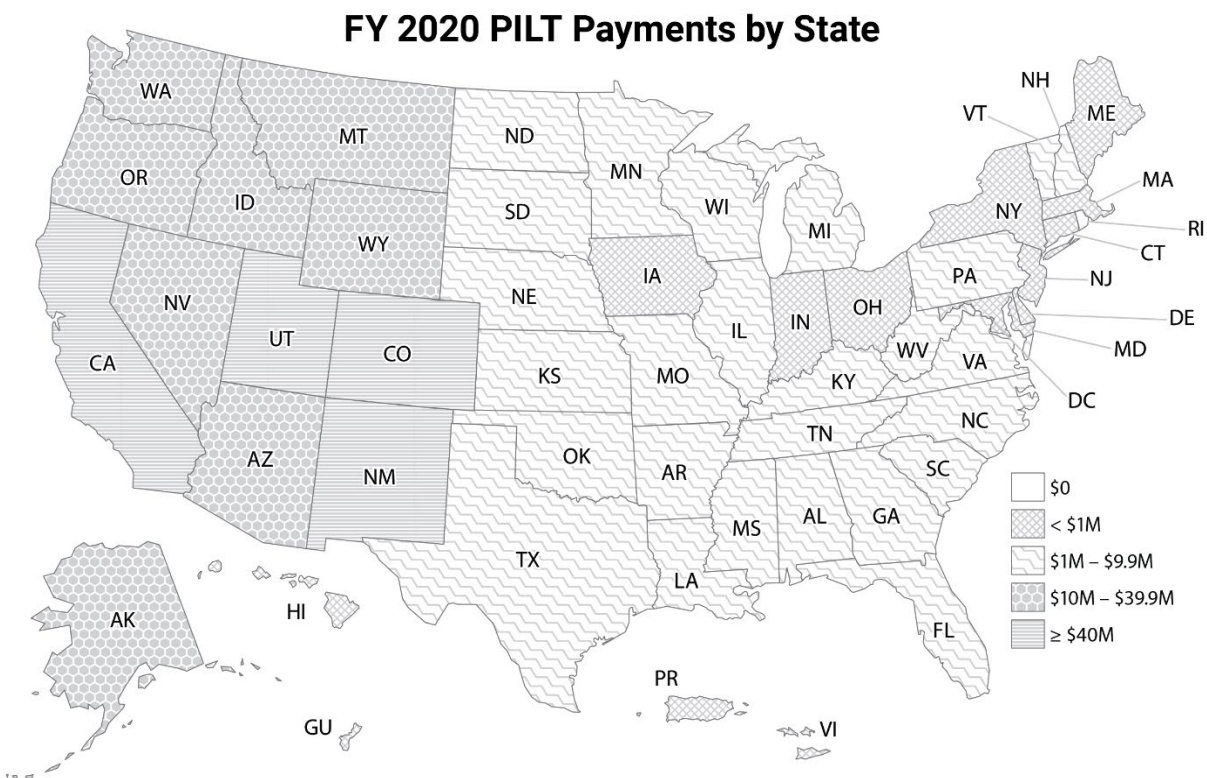 FY 2020 PILT Payments by State
NH
WA
VT
ME
MT
ND
MN
OR
MA
ID
SD
WI
NY
MI
RI
WY
CT
IA
PA
NJ
NV
NE
OH
DE
IN
UT
IL
CO
WV
MD
CA
VA
KS
MO
KY
DC
NC
TN
AZ
OK
AR
SC
NM
$0
MS
AL
GA
< $1M
TX
$1M – $9.9M
LA
$10M – $39.9M
HI
AK
FL
≥ $40M
PR
GU
VI